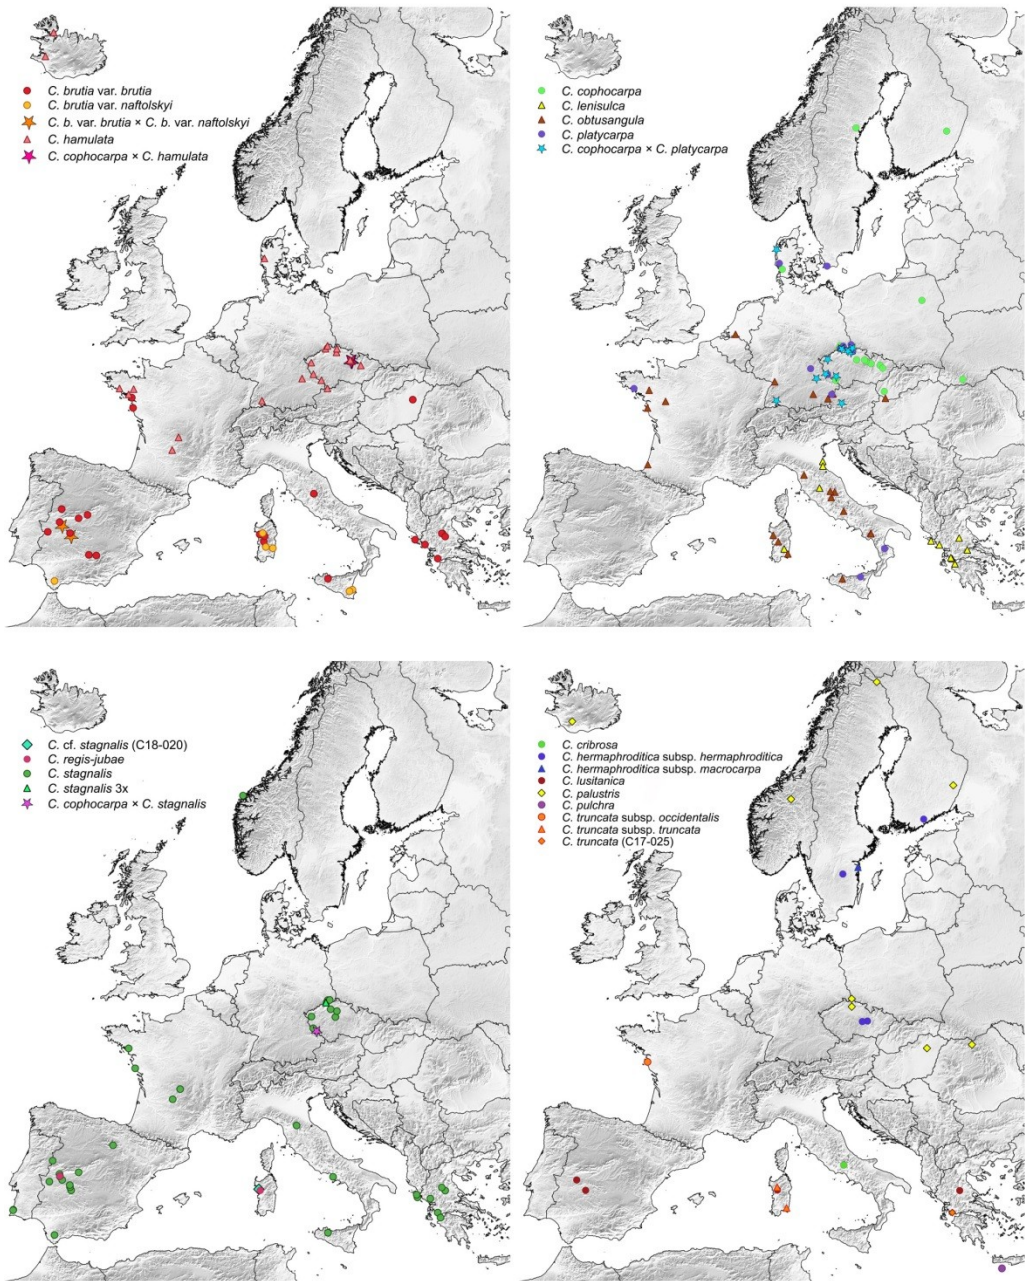 C. brutia var. brutia
C. brutia var. naftolskyi
C. b. var. brutia × C. b. var. naftolskyi
C. hamulata
C. cophocarpa × C. hamulata
C. cophocarpa
C. lenisulca
C. obtusangula
C. platycarpa
C. cophocarpa × C. platycarpa
C. cf. stagnalis (C18-020)
C. regis-jubae
C. stagnalis
C. stagnalis 3x
C. cophocarpa × C. stagnalis
C. cribrosa
C. hermaphroditica subsp. hermaphroditica
C. hermaphroditica subsp. macrocarpa
C. lusitanica
C. palustris
C. pulchra
C. truncata subsp. occidentalis
C. truncata subsp. truncata
C. truncata (C17-025)